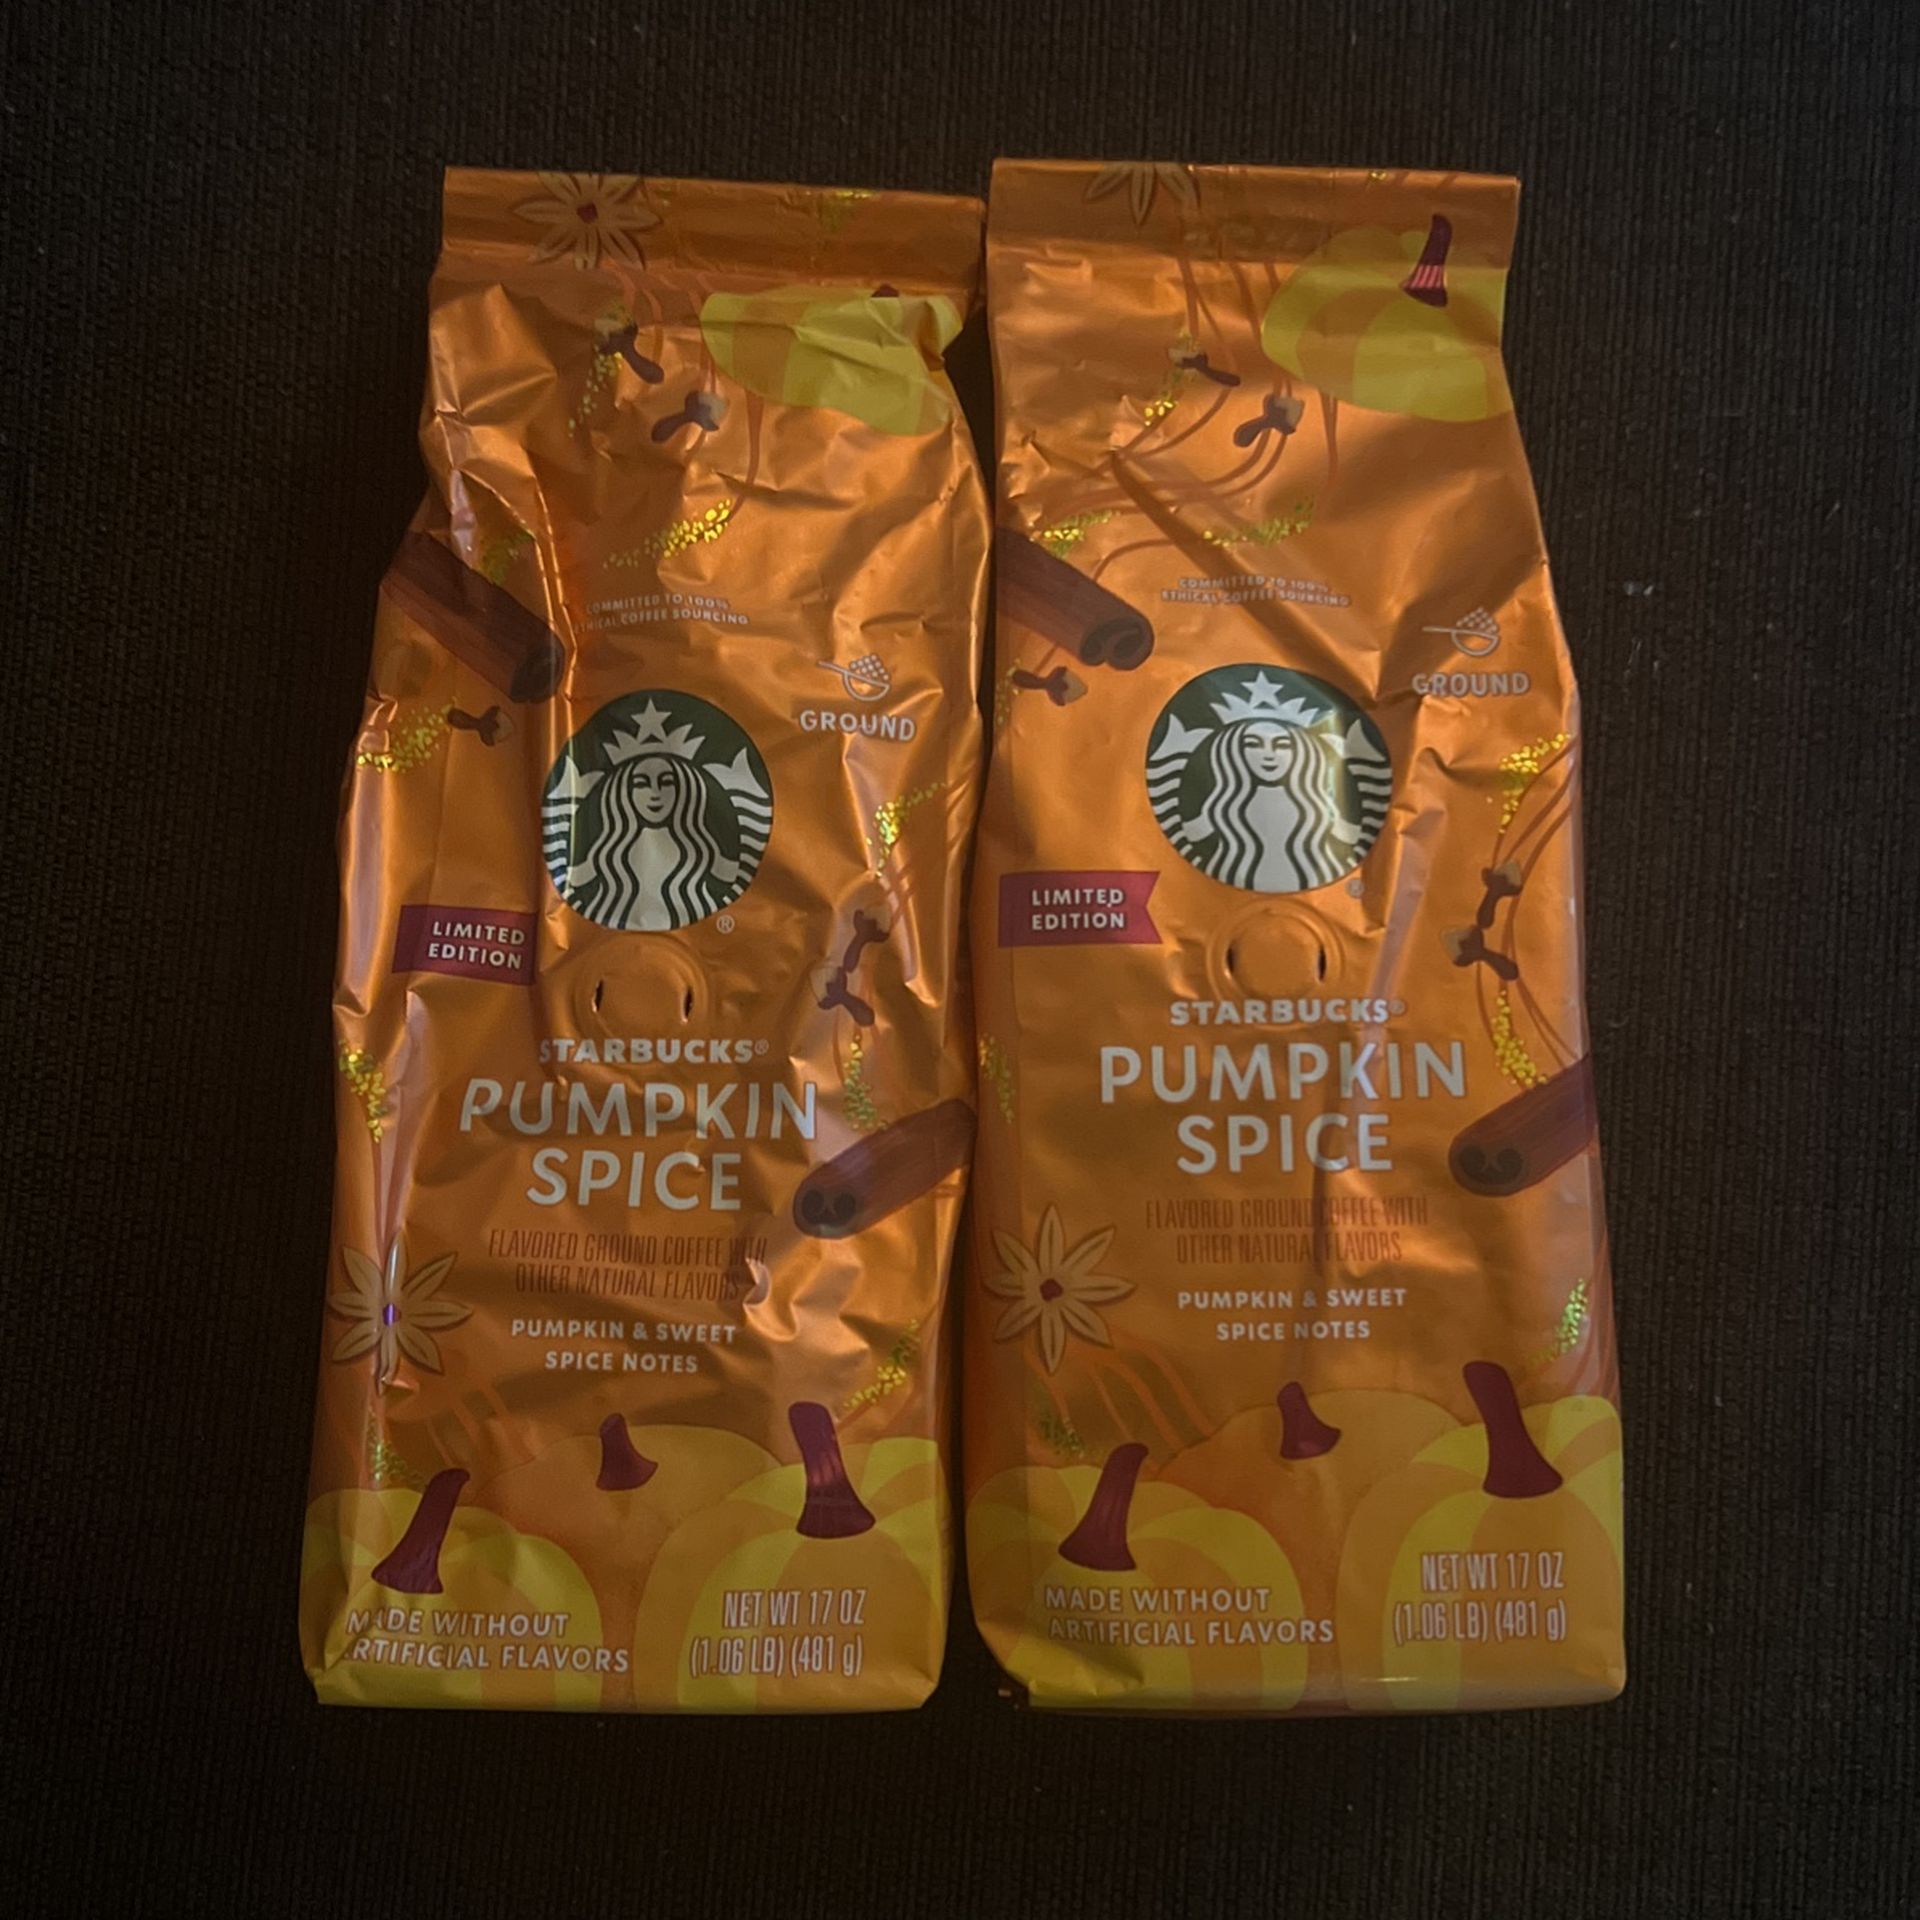 COMMITTED TO 100%
ETHICAL COFFEE SOURCING
GROUND
LIMITED
EDITION
STARBUCKS®
PUMPKIN
SPICE
FLAVORED GROUND COFFEE WITH
OTHER NATURAL FLAVORS
PUMPKIN & SWEET
SPICE NOTES
MADE WITHOUT
ARTIFICIAL FLAVORS
NET WT 17 OZ
(1.06 LB) (481 g)
COMMITTED TO 100%
ETHICAL COFFEE SOURCING
GROUND
LIMITED
EDITION
STARBUCKS®
PUMPKIN
SPICE
FLAVORED GROUND COFFEE WITH
OTHER NATURAL FLAVORS
PUMPKIN & SWEET
SPICE NOTES
MADE WITHOUT
ARTIFICIAL FLAVORS
NET WT 17 OZ
(1.06 LB) (481 g)